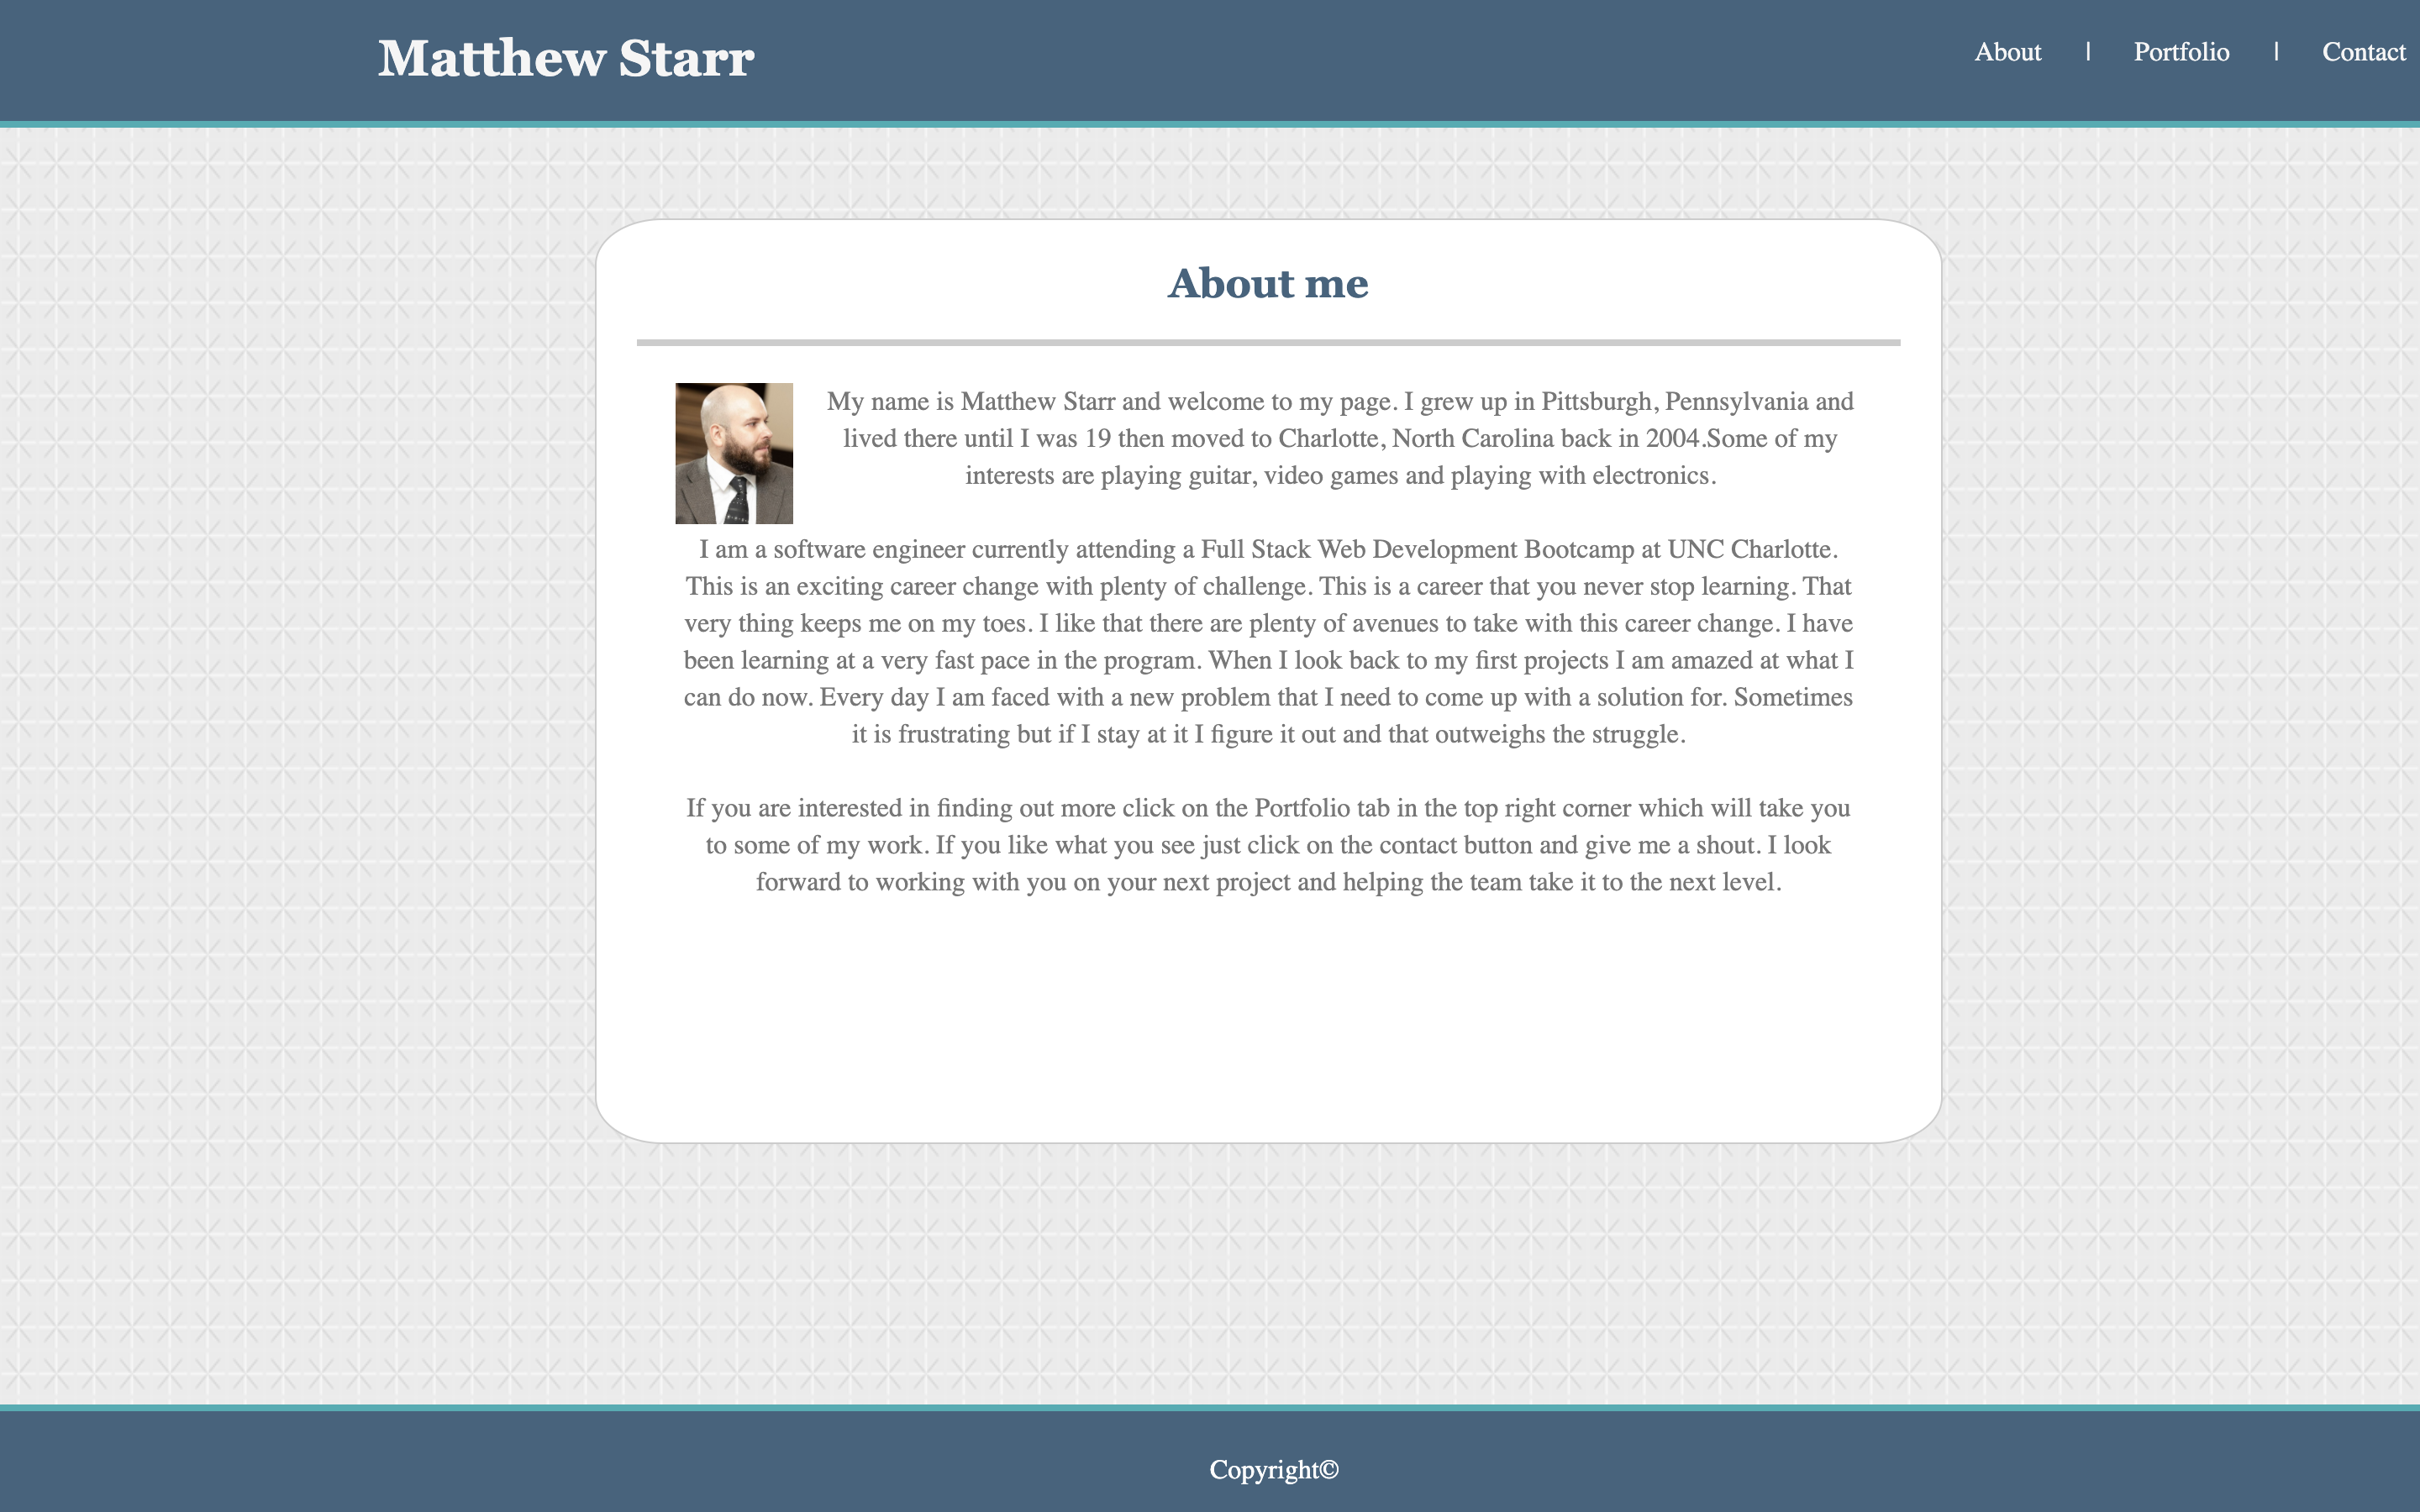 Matthew Starr
About | Portfolio | Contact
About me
My name is Matthew Starr and welcome to my page. I grew up in Pittsburgh, Pennsylvania and
lived there until I was 19 then moved to Charlotte, North Carolina back in 2004.Some of my
interests are playing guitar, video games and playing with electronics.
I am a software engineer currently attending a Full Stack Web Development Bootcamp at UNC Charlotte.
This is an exciting career change with plenty of challenge. This is a career that you never stop learning. That
very thing keeps me on my toes. I like that there are plenty of avenues to take with this career change. I have
been learning at a very fast pace in the program. When I look back to my first projects I am amazed at what I
can do now. Every day I am faced with a new problem that I need to come up with a solution for. Sometimes
it is frustrating but if I stay at it I figure it out and that outweighs the struggle.
If you are interested in finding out more click on the Portfolio tab in the top right corner which will take you
to some of my work. If you like what you see just click on the contact button and give me a shout. I look
forward to working with you on your next project and helping the team take it to the next level.
Copyright©